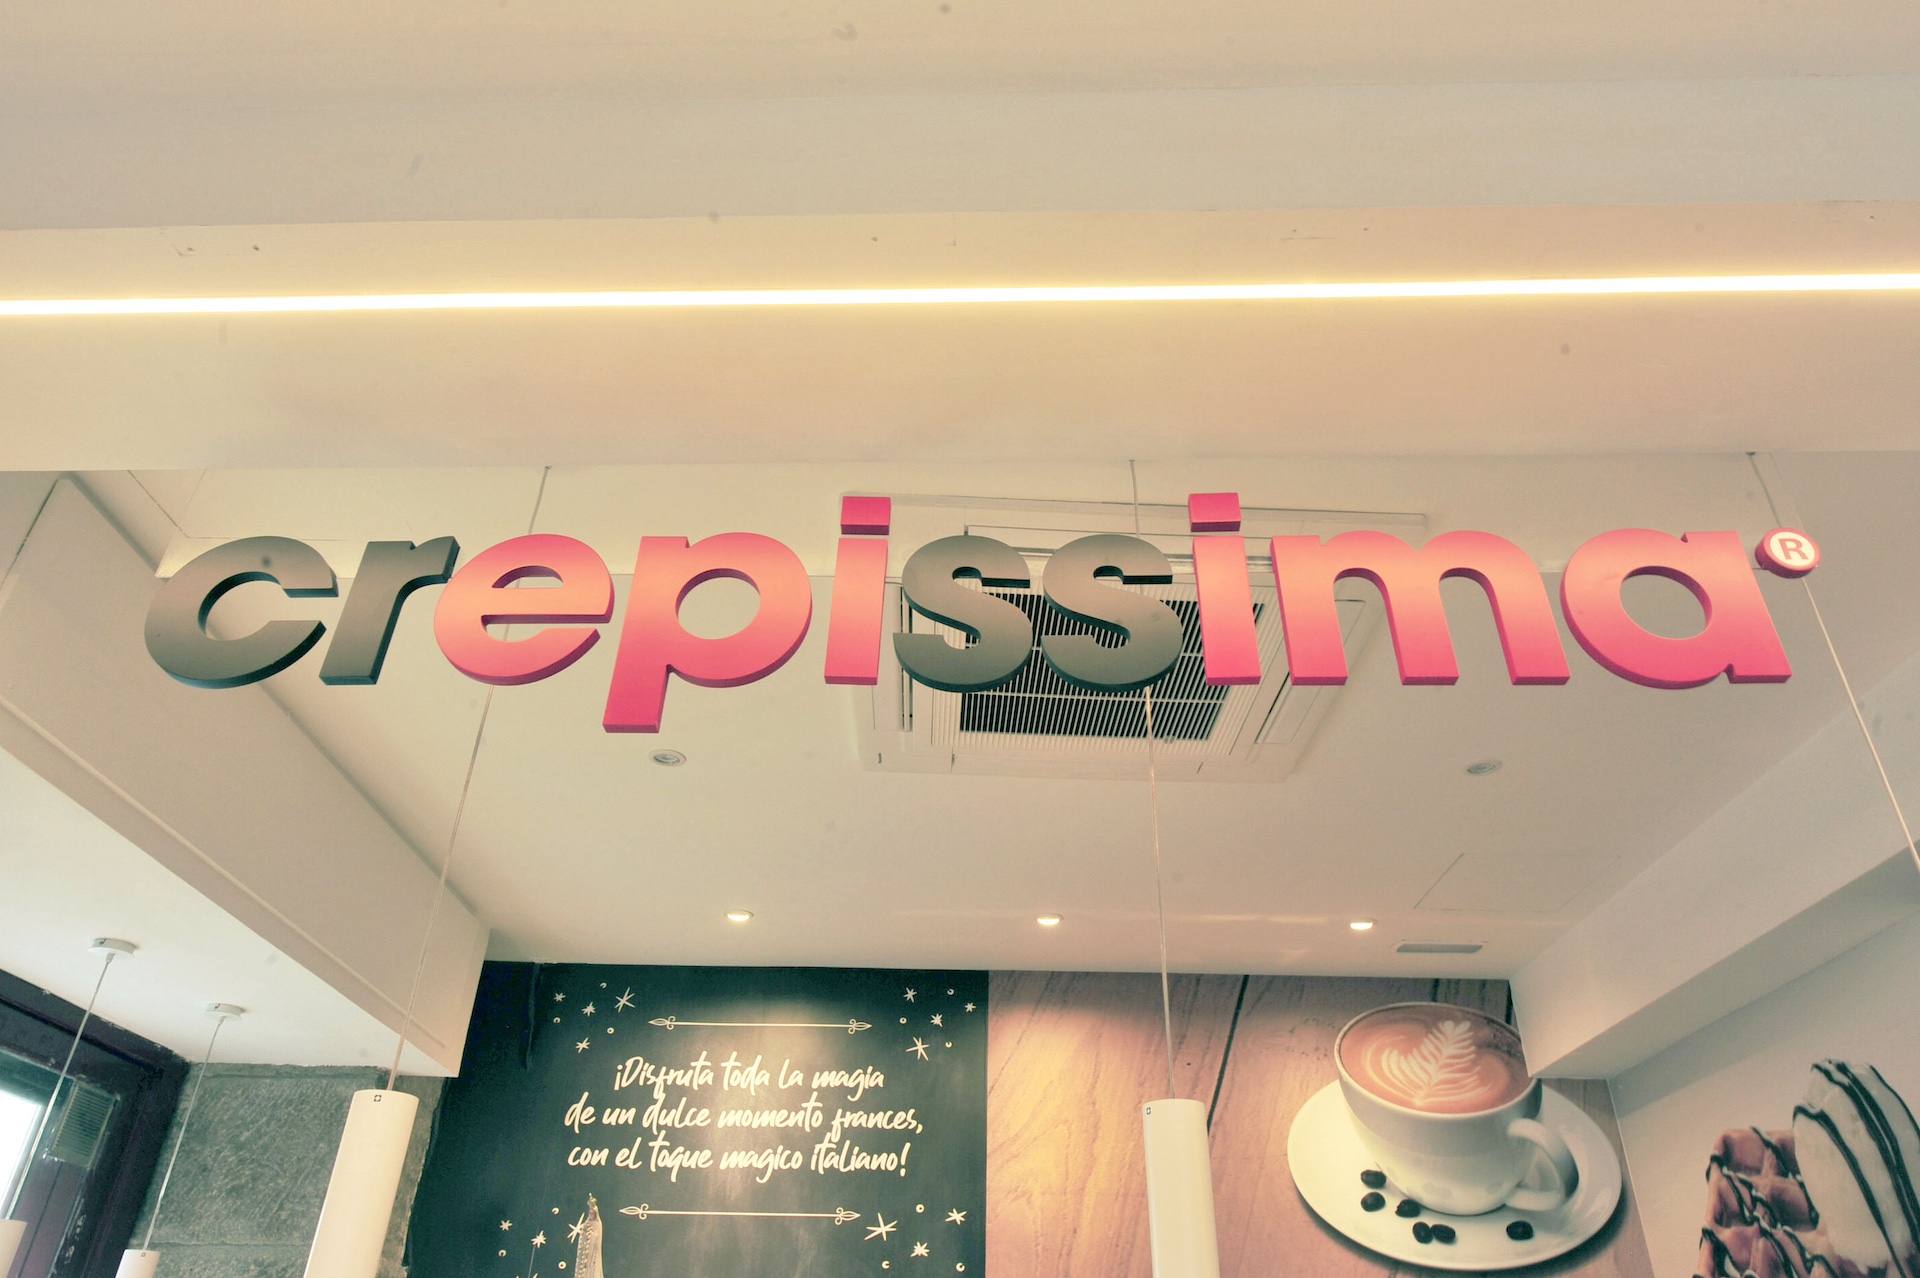 crepissima®
¡Disfruta toda la magia
de un dulce momento frances,
con el toque magico italiano!